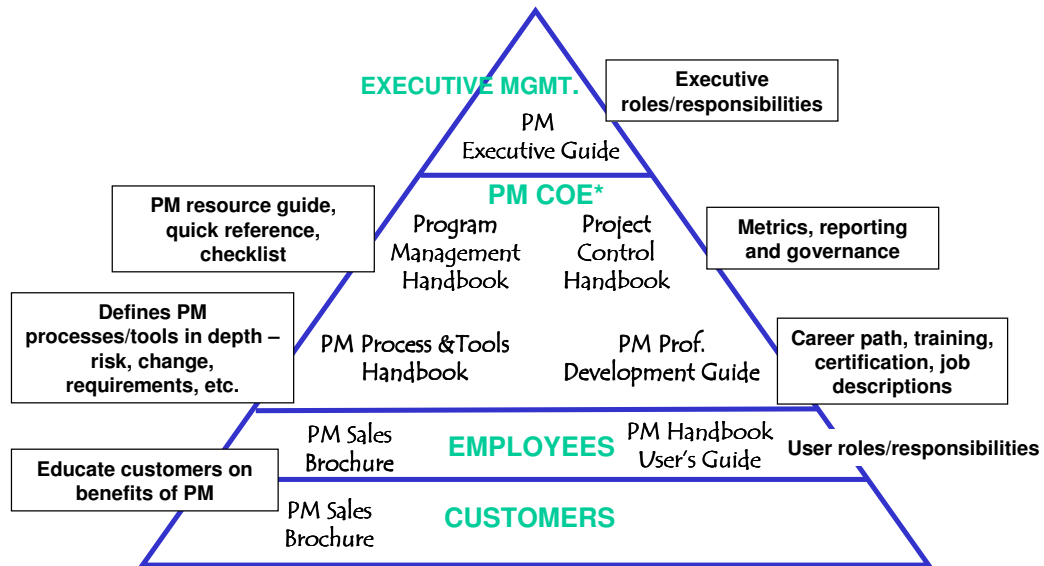 EXECUTIVE MGMT.
Executive
roles/responsibilities
PM
Executive Guide
PM COE*
PM resource guide,
quick reference,
checklist
Program
Management
Handbook
Project
Control
Handbook
Metrics, reporting
and governance
Defines PM
processes/tools in depth –
risk, change,
requirements, etc.
PM Process &Tools
Handbook
PM Prof.
Development Guide
Career path, training,
certification, job
descriptions
PM Sales
Brochure
EMPLOYEES
PM Handbook
User's Guide
User roles/responsibilities
Educate customers on
benefits of PM
PM Sales
Brochure
CUSTOMERS